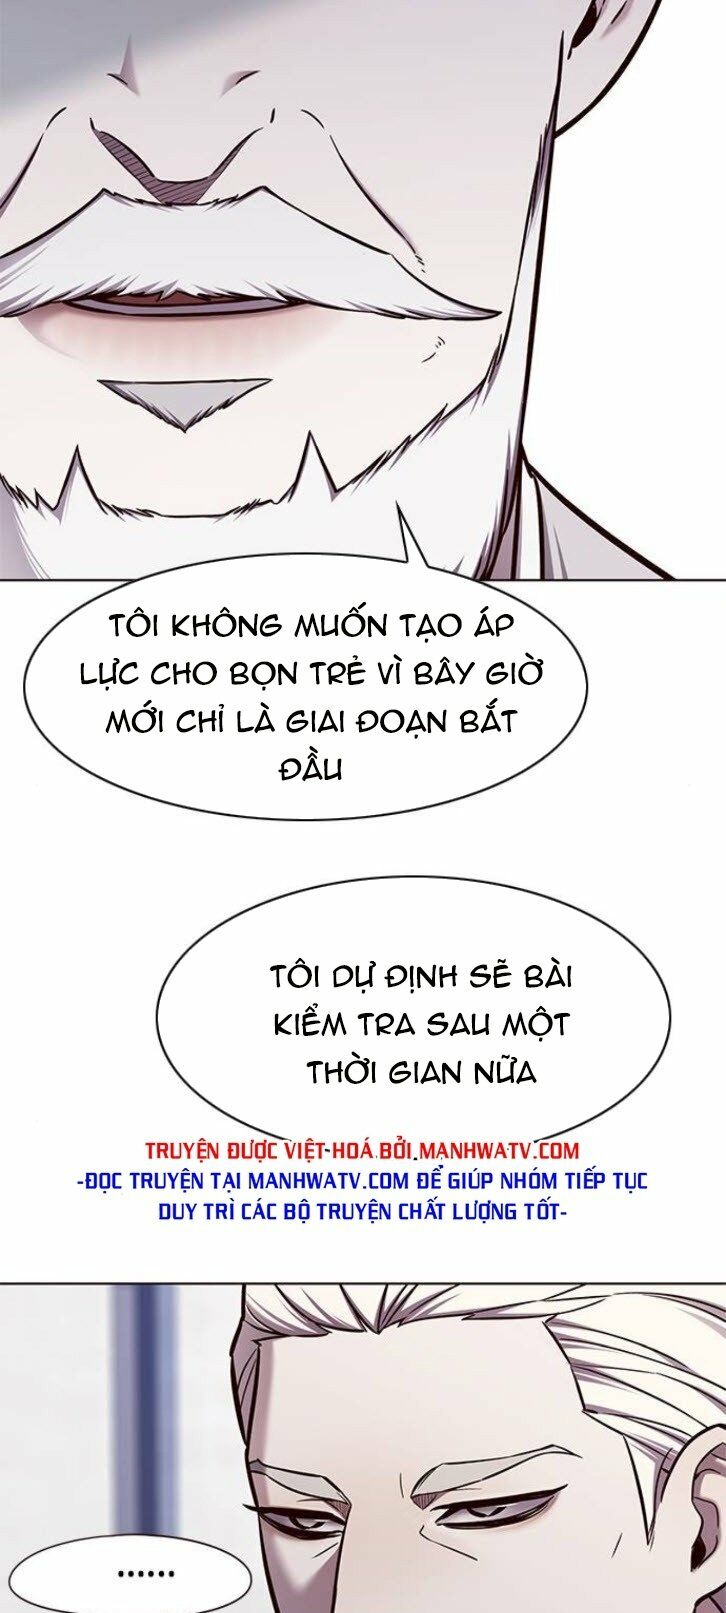 TÔI KHÔNG MUỐN TẠO ÁP
LỰC CHO BỌN TRẺ VÌ BÂY GIỜ
MỚI CHỈ LÀ GIAI ĐOẠN BẮT
ĐẦU
TÔI DỰ ĐỊNH SẼ BÀI
KIỂM TRA SAU MỘT
THỜI GIAN NỮA
TRUYỆN ĐƯỢC VIỆT-HOÁ BỞI MANHWATV.COM
-ĐỌC TRUYỆN TẠI MANHWATV.COM ĐỂ GIÚP NHÓM TIẾP TỤC
DUY TRÌ CÁC BỘ TRUYỆN CHẤT LƯỢNG TỐT-
......